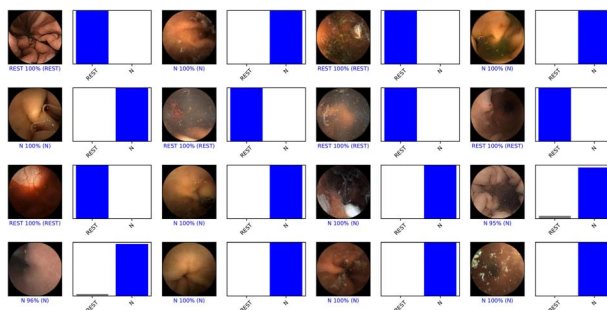 REST 100% (REST)
REST
N
N 100% (N)
REST
N
REST 100% (REST)
REST
N
N 100% (N)
REST
N
N 100% (N)
REST
N
REST 100% (REST)
REST
N
REST 100% (REST)
REST
N
REST 100% (REST)
REST
N
REST 100% (REST)
REST
N
N 100% (N)
REST
N
N 100% (N)
REST
N
N 95% (N)
REST
N
N 96% (N)
REST
N
N 100% (N)
REST
N
N 100% (N)
REST
N
N 100% (N)
REST
N